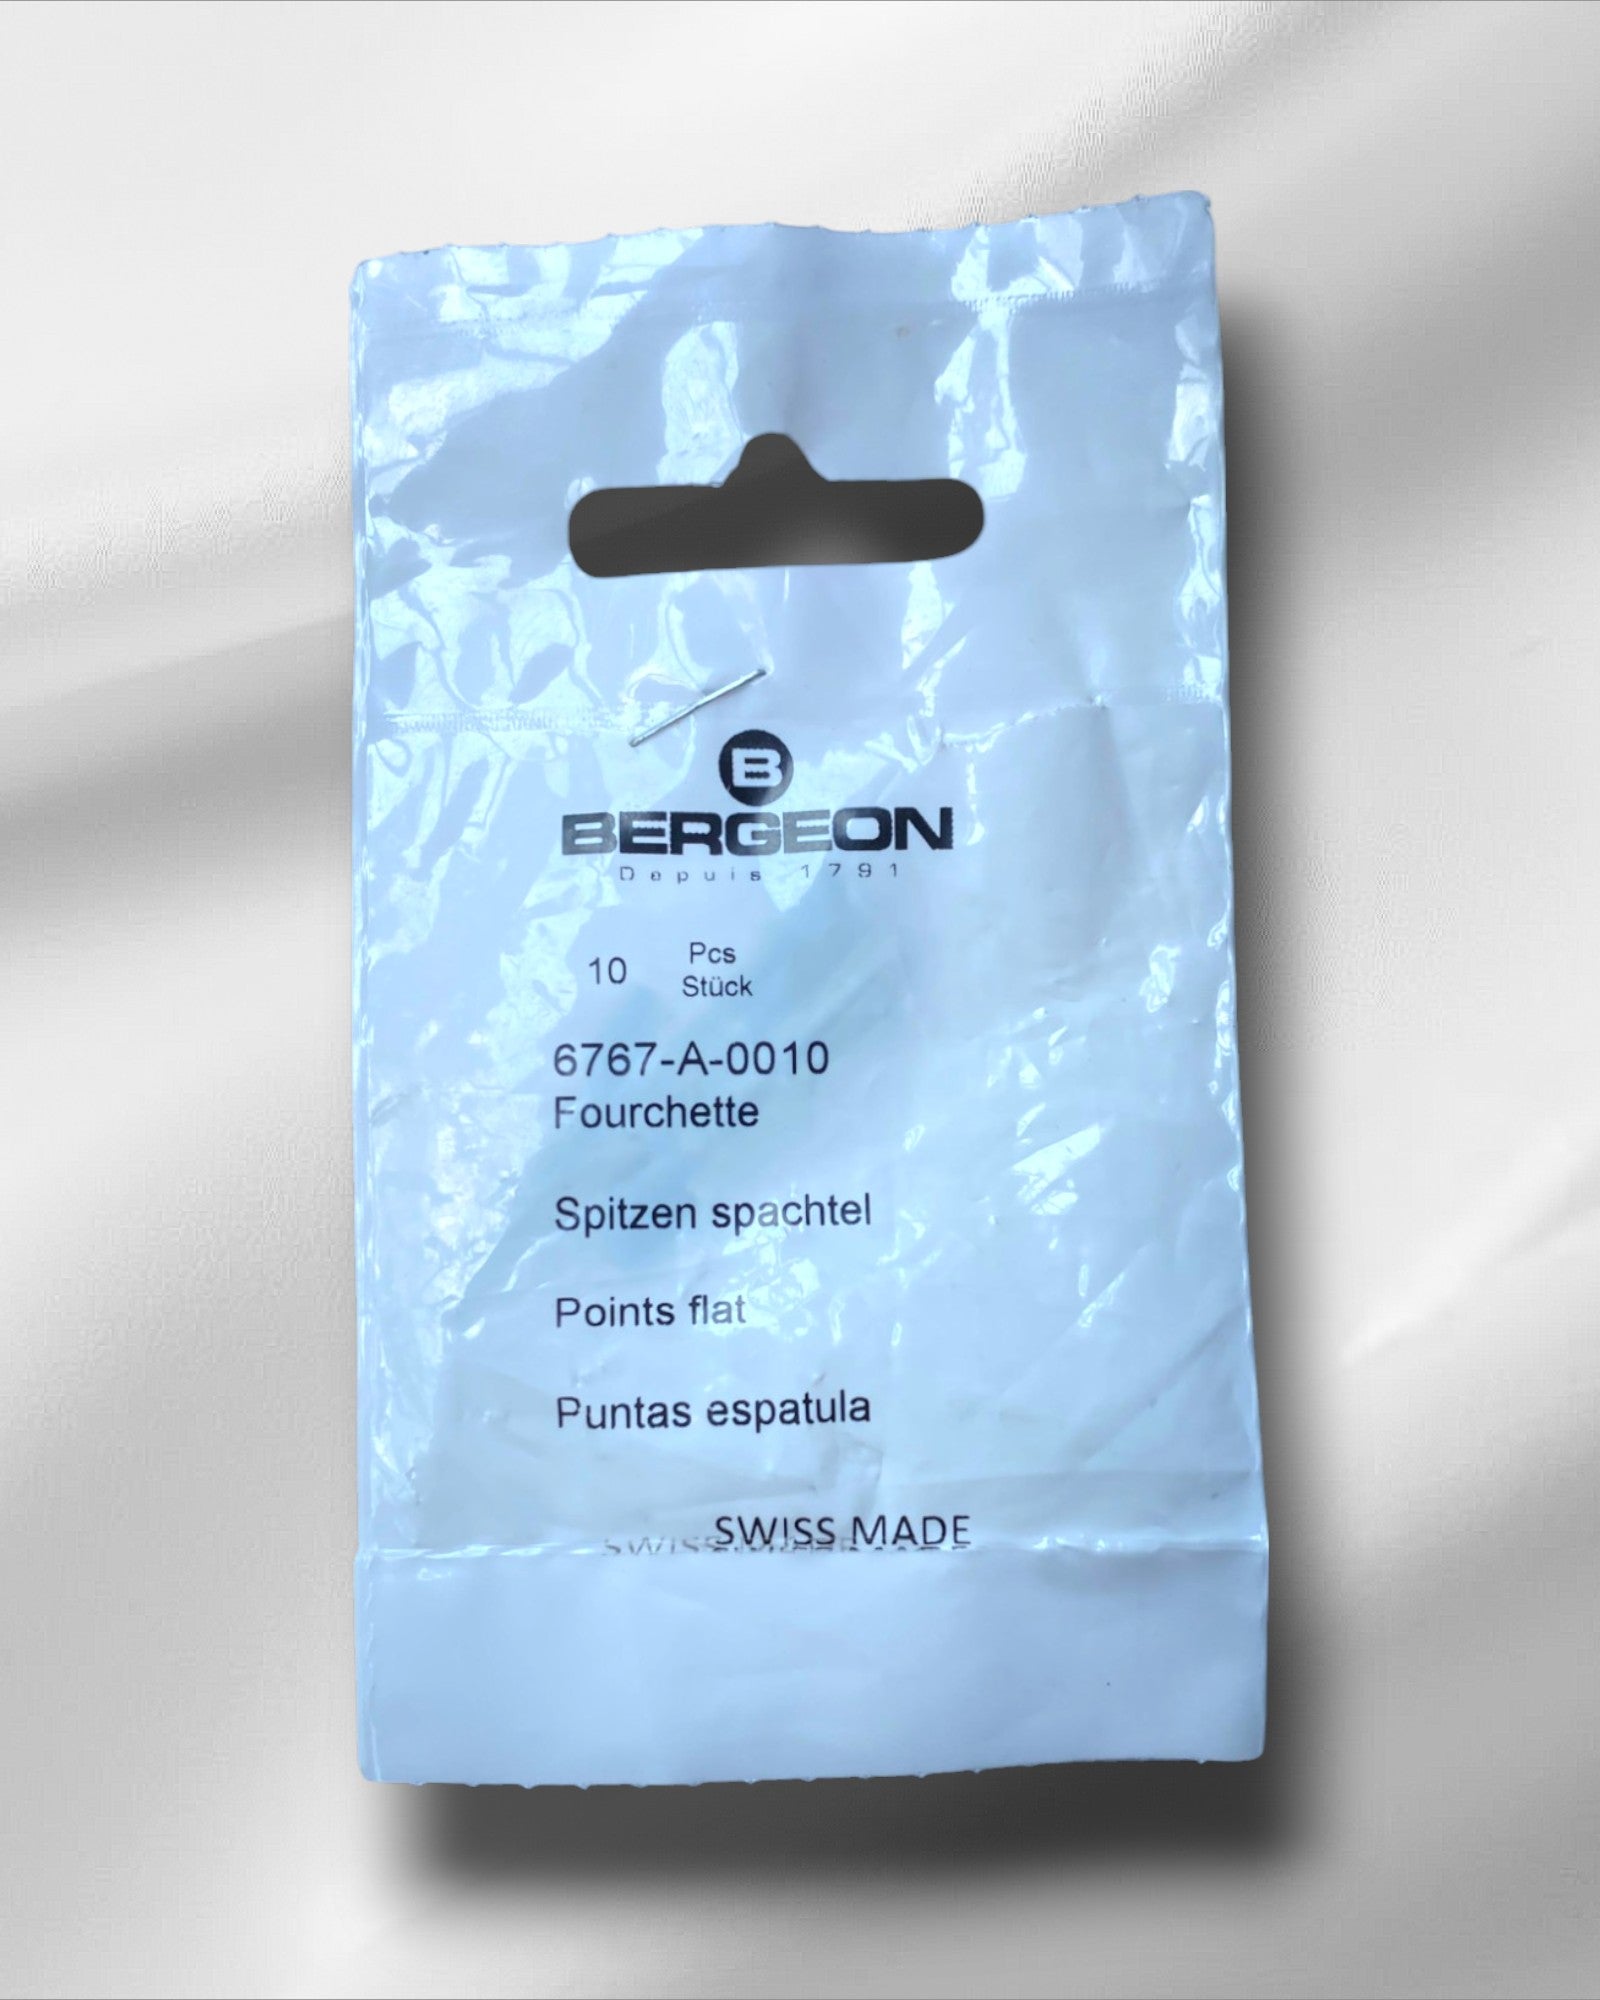 B
BERGEON
Depuis 1791
10
Pcs
Stück
6767-A-0010
Fourchette
Spitzen spachtel
Points flat
Puntas espatula
SWISS MADE